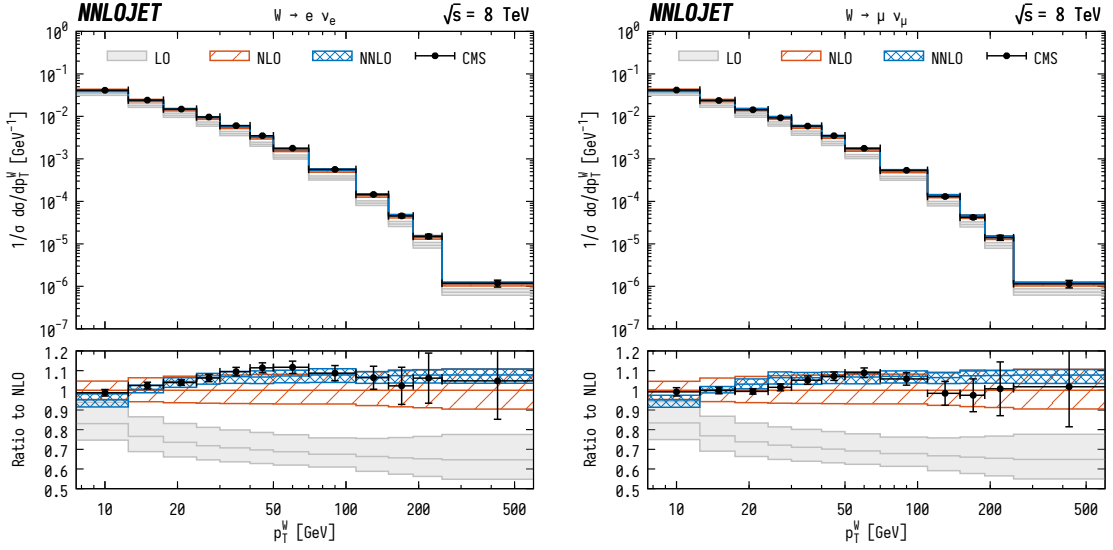 NNLOJET W → e νe √s = 8 TeV
LO NLO NNLO CMS
1/σ dσ/dpTW [GeV−1]
10^0
10^-1
10^-2
10^-3
10^-4
10^-5
10^-6
10^-7
Ratio to NLO
1.2
1.1
1
0.9
0.8
0.7
0.6
0.5
10 20 50 100 200 500
pTW [GeV]
NNLOJET W → μ νμ √s = 8 TeV
LO NLO NNLO CMS
1/σ dσ/dpTW [GeV−1]
10^0
10^-1
10^-2
10^-3
10^-4
10^-5
10^-6
10^-7
Ratio to NLO
1.2
1.1
1
0.9
0.8
0.7
0.6
0.5
10 20 50 100 200 500
pTW [GeV]